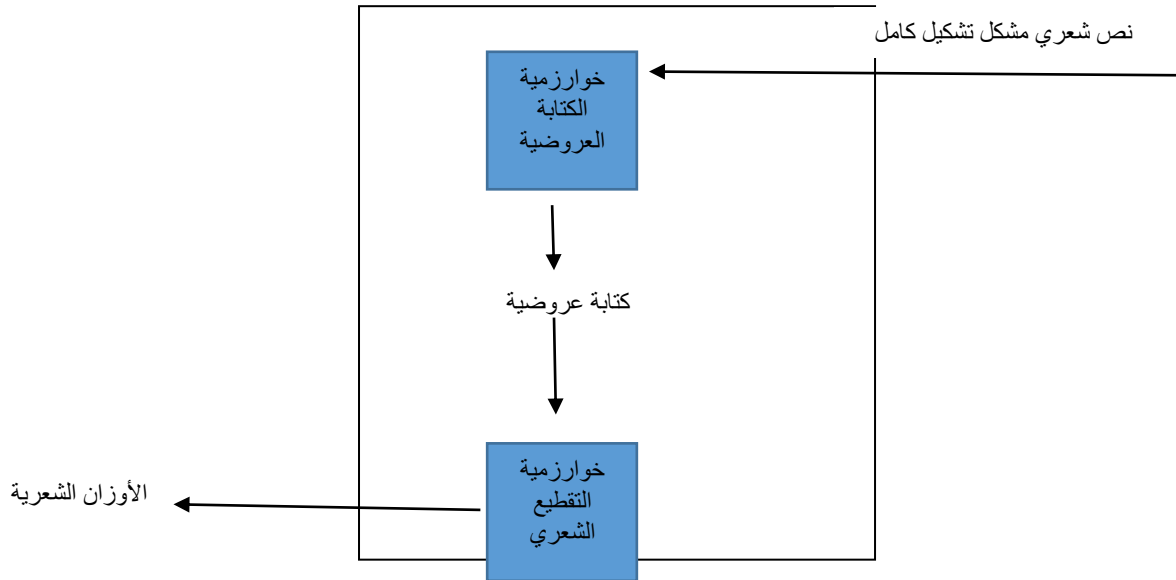 نص شعري مشكل تشكيل كامل
خوارزمية
الكتابة
العروضية
كتابة عروضية
خوارزمية
التقطيع
الشعري
الأوزان الشعرية